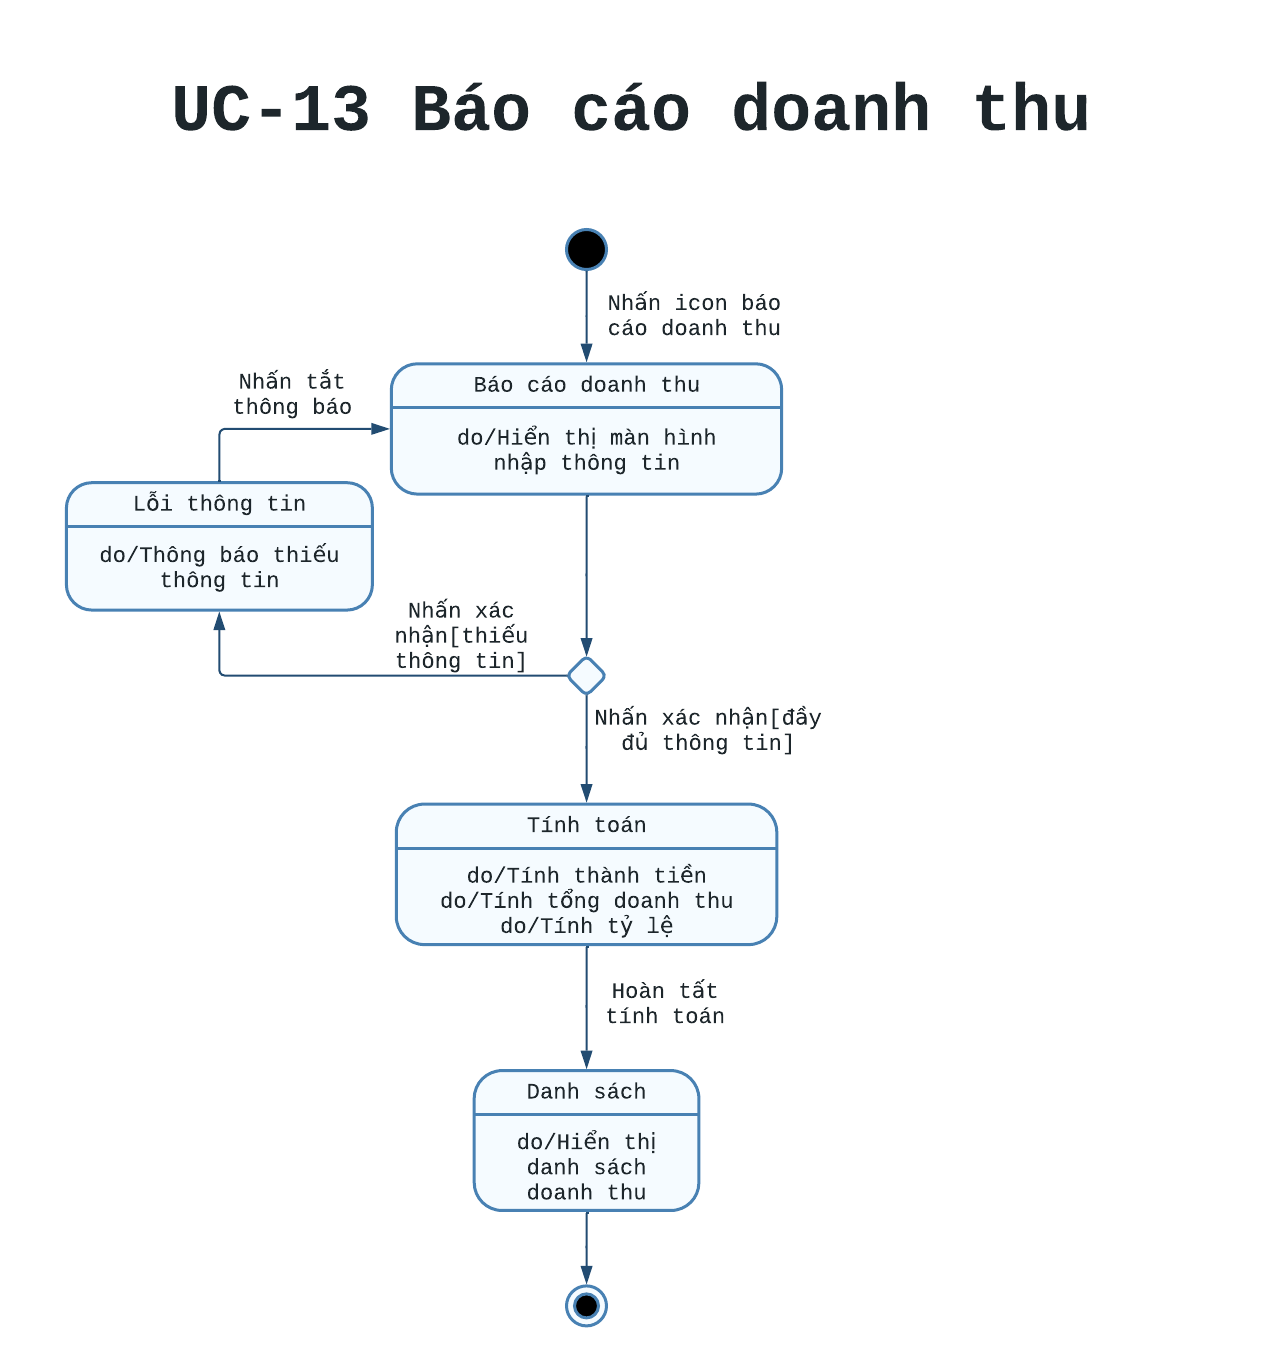 UC-13 Báo cáo doanh thu
Nhấn icon báo
cáo doanh thu
Nhấn tắt
thông báo
Báo cáo doanh thu
do/Hiển thị màn hình
nhập thông tin
Lỗi thông tin
do/Thông báo thiếu
thông tin
Nhấn xác
nhận[thiếu
thông tin]
Nhấn xác nhận[đầy
đủ thông tin]
Tính toán
do/Tính thành tiền
do/Tính tổng doanh thu
do/Tính tỷ lệ
Hoàn tất
tính toán
Danh sách
do/Hiển thị
danh sách
doanh thu